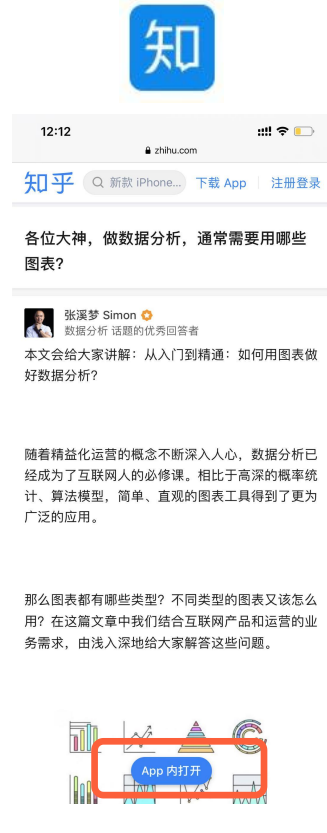 知
12:12
zhihu.com
知乎 新款 iPhone... 下载 App 注册登录
各位大神，做数据分析，通常需要用哪些
图表？
张溪梦 Simon
数据分析 话题的优秀回答者
本文会给大家讲解：从入门到精通：如何用图表做
好数据分析？
随着精益化运营的概念不断深入人心，数据分析已
经成为了互联网人的必修课。相比于高深的概率统
计、算法模型，简单、直观的图表工具得到了更为
广泛的应用。
那么图表都有哪些类型？不同类型的图表又该怎么
用？在这篇文章中我们结合互联网产品和运营的业
务需求，由浅入深地给大家解答这些问题。
App 内打开